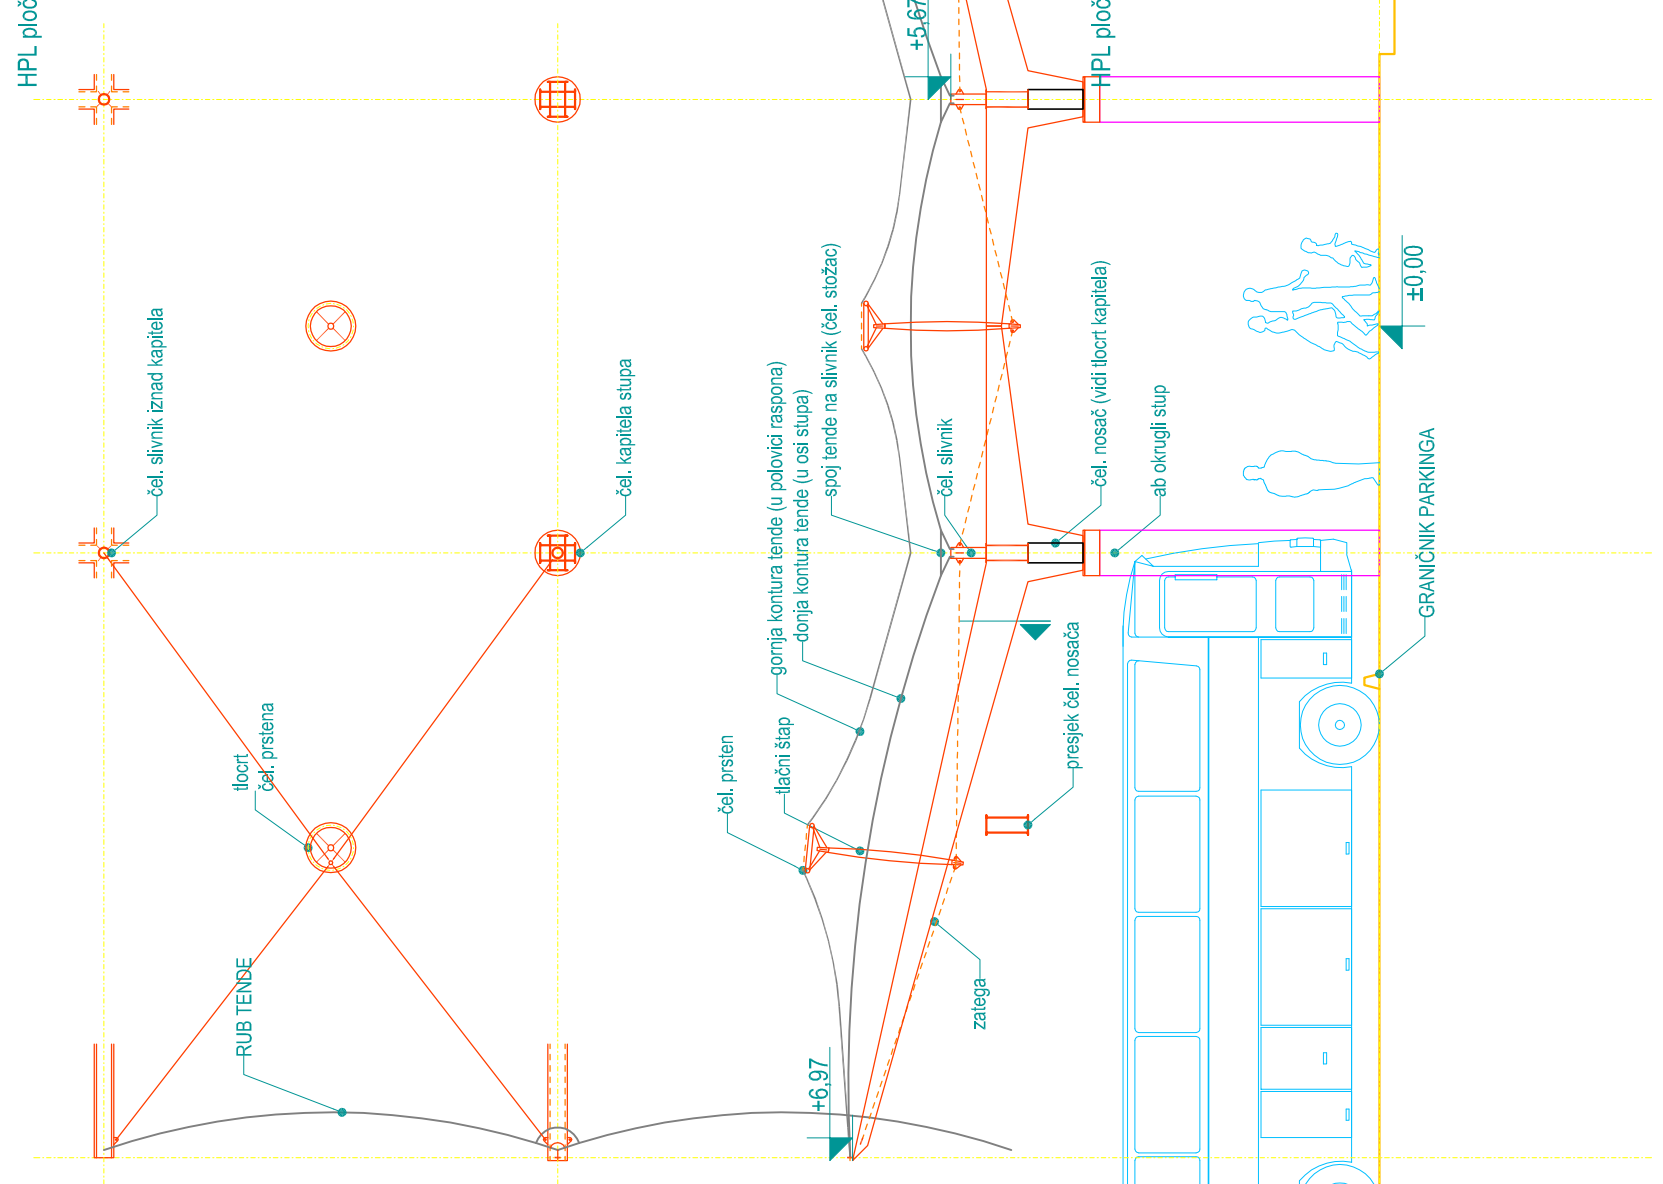 HPL ploč
čel. slivnik iznad kapitela
čel. kapitela stupa
tlocrt
čel. prstena
RUB TENDE
čel. prsten
tlačni štap
gornja kontura tende (u polovici raspona)
donja kontura tende (u osi stupa)
spoj tende na slivnik (čel. stožac)
+6,97
+5,67
čel. slivnik
zatega
presjek čel. nosača
HPL ploč
čel. nosač (vidi tlocrt kapitela)
ab okrugli stup
±0,00
GRANIČNIK PARKINGA